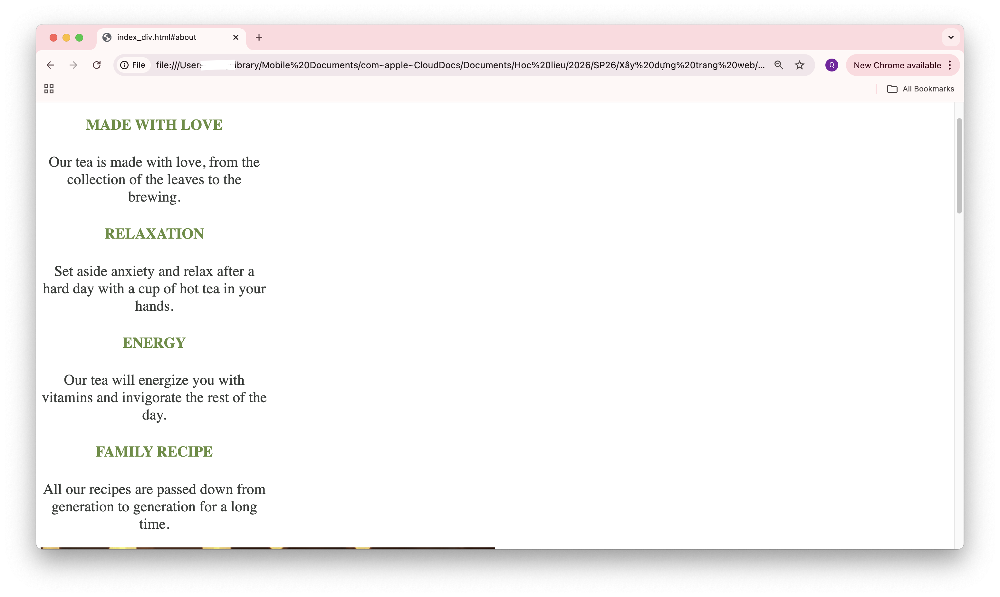 index_div.html#about
File
file:///User ibrary/Mobile%20Documents/com~apple~CloudDocs/Documents/Hoc%20lieu/2026/SP26/Xây%20dựng%20trang%20web/...
Q
New Chrome available
All Bookmarks
MADE WITH LOVE
Our tea is made with love, from the
collection of the leaves to the
brewing.
RELAXATION
Set aside anxiety and relax after a
hard day with a cup of hot tea in your
hands.
ENERGY
Our tea will energize you with
vitamins and invigorate the rest of the
day.
FAMILY RECIPE
All our recipes are passed down from
generation to generation for a long
time.